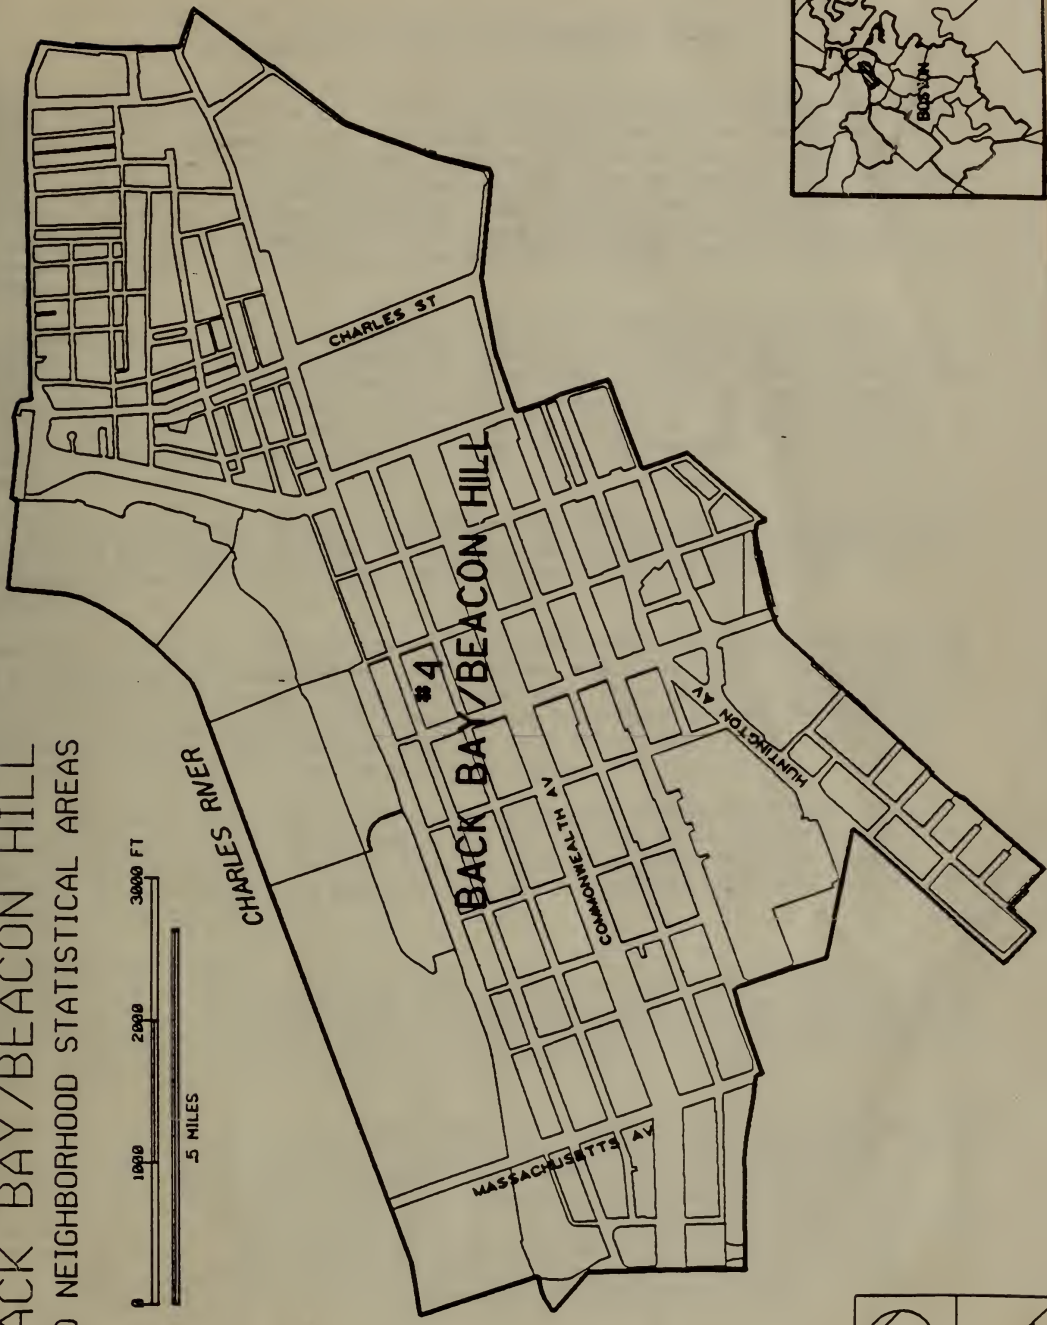 ACK BAY/BEACON HILL
NEIGHBORHOOD STATISTICAL AREAS
0 1000 2000 3000 FT
.5 MILES
CHARLES RIVER
CHARLES ST
#4
BACK BAY/BEACON HILL
COMMONWEALTH AV
HUNTINGTON AV
MASSACHUSETTS AV
BOSTON